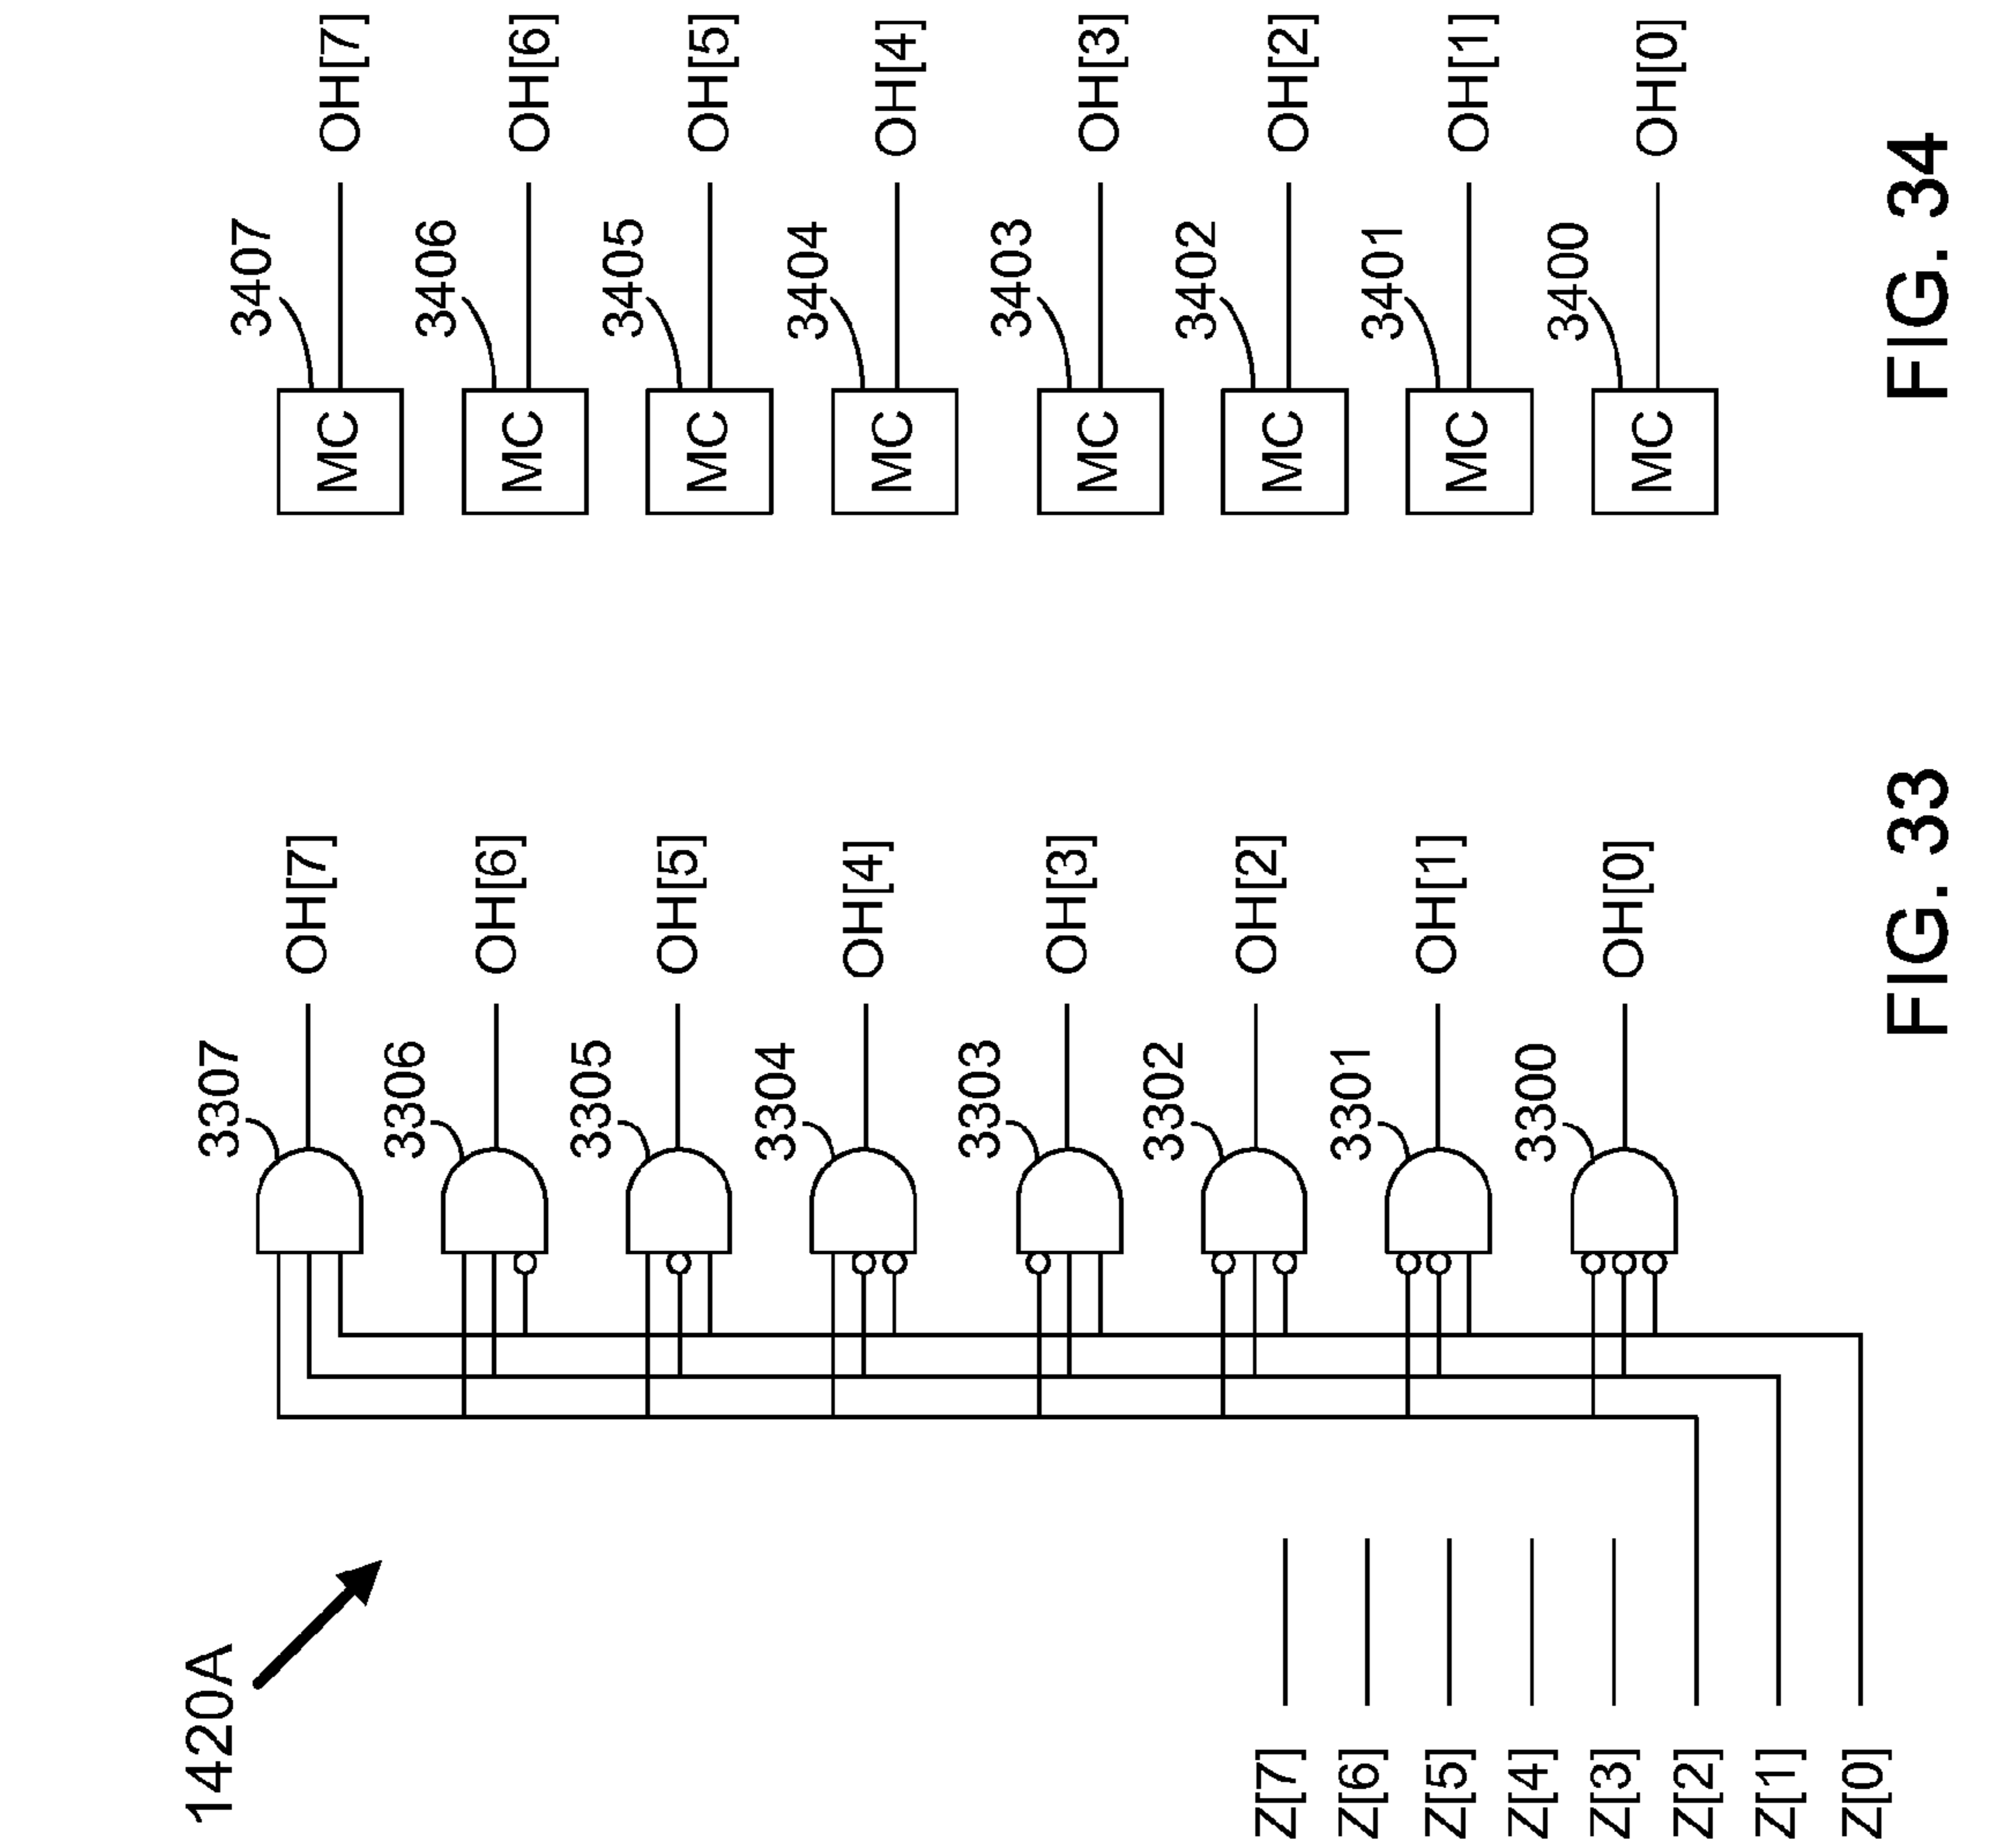 1420A
Z[7]
Z[6]
Z[5]
Z[4]
Z[3]
Z[2]
Z[1]
Z[0]
3307
OH[7]
3306
OH[6]
3305
OH[5]
3304
OH[4]
3303
OH[3]
3302
OH[2]
3301
OH[1]
3300
OH[0]
FIG. 33
MC
3407
OH[7]
MC
3406
OH[6]
MC
3405
OH[5]
MC
3404
OH[4]
MC
3403
OH[3]
MC
3402
OH[2]
MC
3401
OH[1]
MC
3400
OH[0]
FIG. 34